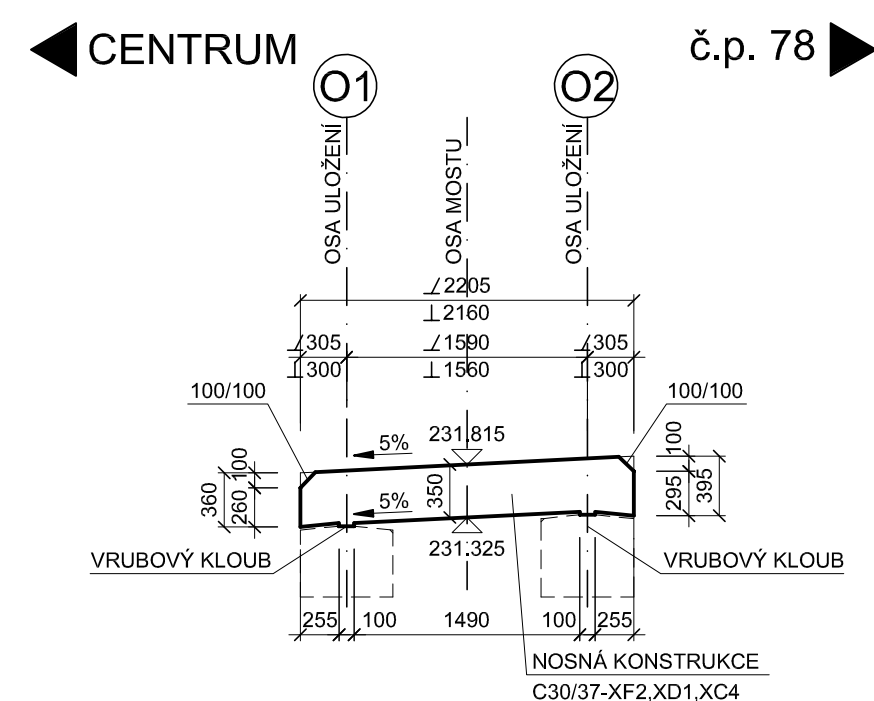 CENTRUM
č.p. 78
O1
O2
OSA ULOŽENÍ
OSA MOSTU
OSA ULOŽENÍ
∠2205
⊥2160
∠305
∠1590
∠305
⊥300
⊥1560
⊥300
100/100
100/100
5%
231.815
100
360
260
350
100
295
395
5%
231.325
VRUBOVÝ KLOUB
VRUBOVÝ KLOUB
255
100
1490
100
255
NOSNÁ KONSTRUKCE
C30/37-XF2,XD1,XC4